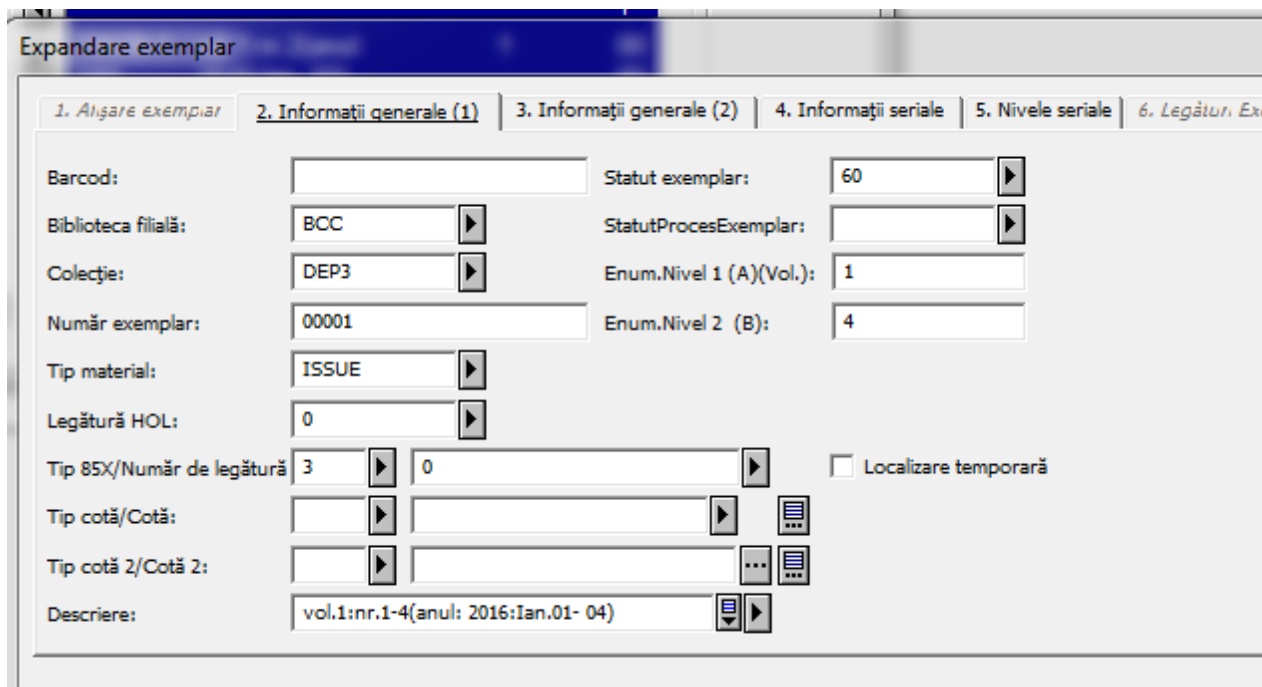 Expandare exemplar
1. Afişare exemplar 2. Informaţii generale (1) 3. Informaţii generale (2) 4. Informaţii seriale 5. Nivele seriale 6. Legături
Barcod: Statut exemplar: 60
Biblioteca filială: BCC StatutProcesExemplar:
Colecţie: DEP3 Enum.Nivel 1 (A)(Vol.): 1
Număr exemplar: 00001 Enum.Nivel 2 (B): 4
Tip material: ISSUE
Legătură HOL: 0
Tip 85X/Număr de legătură 3 0 Localizare temporară
Tip cotă/Cotă:
Tip cotă 2/Cotă 2:
Descriere: vol.1:nr.1-4(anul: 2016:Ian.01- 04)